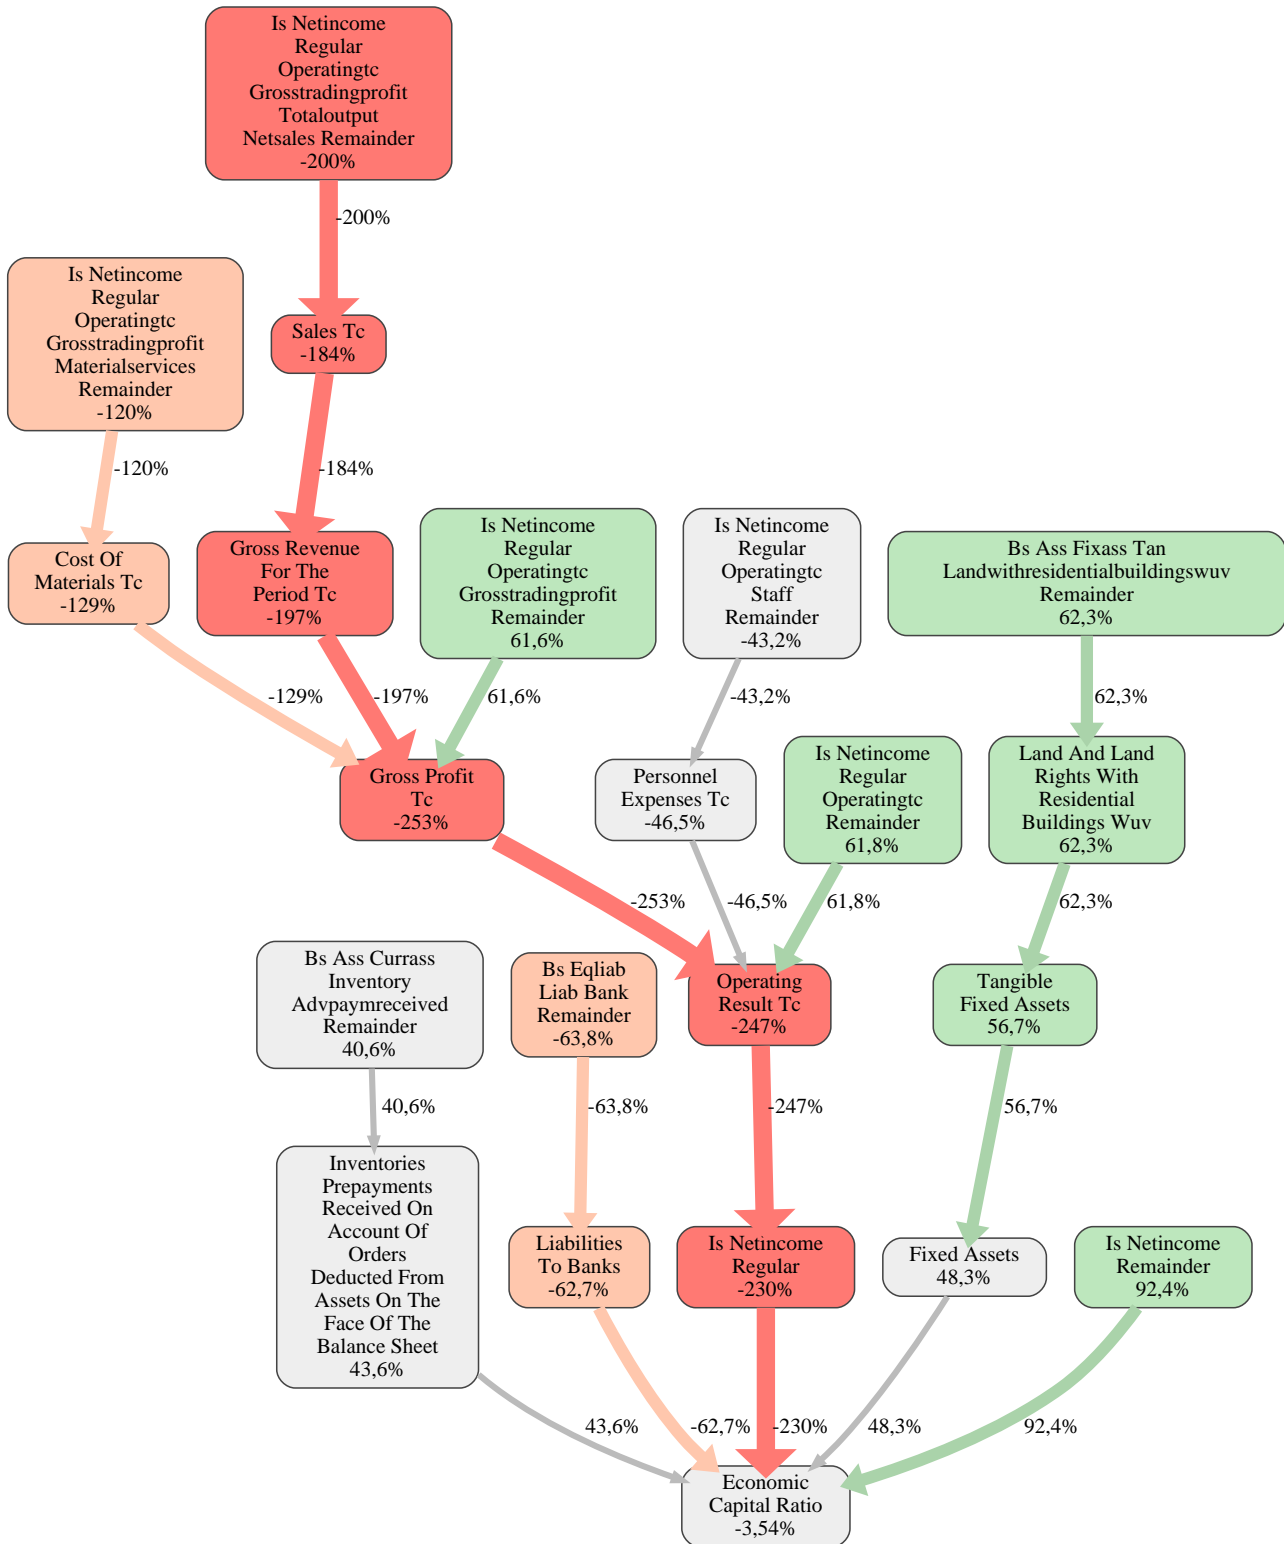 Is Netincome
Regular
Operatingtc
Grosstradingprofit
Totaloutput
Netsales Remainder
-200%
-200%
Is Netincome
Regular
Operatingtc
Grosstradingprofit
Materialservices
Remainder
-120%
Sales Tc
-184%
-120%
-184%
Cost Of
Materials Tc
-129%
Gross Revenue
For The
Period Tc
-197%
Is Netincome
Regular
Operatingtc
Grosstradingprofit
Remainder
61,6%
Is Netincome
Regular
Operatingtc
Staff
Remainder
-43,2%
Bs Ass Fixass Tan
Landwithresidentialbuildingswuv
Remainder
62,3%
-129%
-197%
61,6%
-43,2%
62,3%
Gross Profit
Tc
-253%
Personnel
Expenses Tc
-46,5%
Is Netincome
Regular
Operatingtc
Remainder
61,8%
Land And Land
Rights With
Residential
Buildings Wuv
62,3%
-253%
-46,5%
61,8%
62,3%
Bs Ass Currass
Inventory
Advpaymreceived
Remainder
40,6%
Bs Eqliab
Liab Bank
Remainder
-63,8%
Operating
Result Tc
-247%
Tangible
Fixed Assets
56,7%
40,6%
-63,8%
-247%
56,7%
Inventories
Prepayments
Received On
Account Of
Orders
Deducted From
Assets On The
Face Of The
Balance Sheet
43,6%
Liabilities
To Banks
-62,7%
Is Netincome
Regular
-230%
Fixed Assets
48,3%
Is Netincome
Remainder
92,4%
43,6%
-62,7%
-230%
48,3%
92,4%
Economic
Capital Ratio
-3,54%